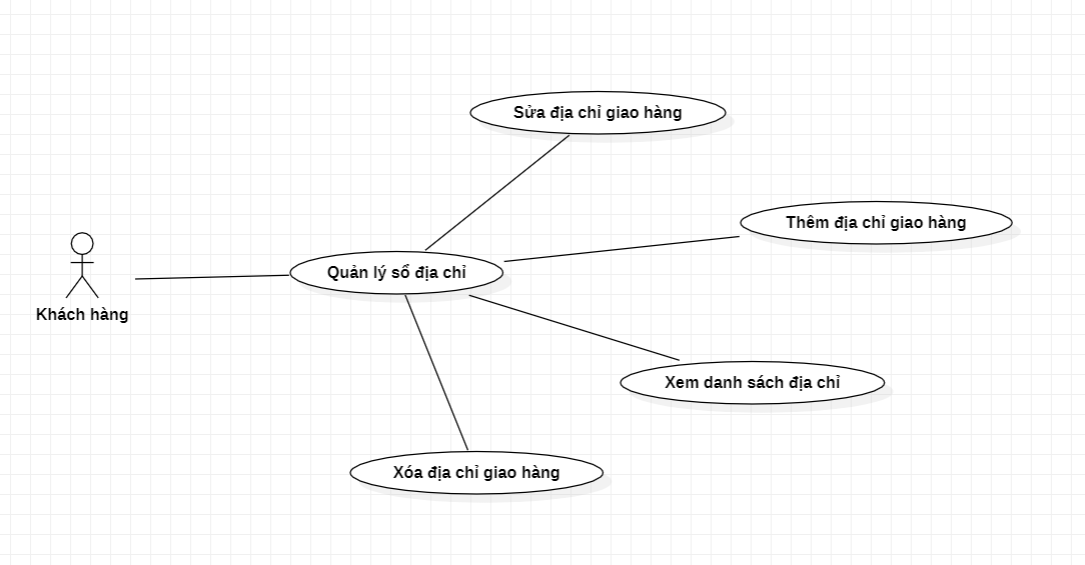 Sửa địa chỉ giao hàng
Thêm địa chỉ giao hàng
Quản lý sổ địa chỉ
Khách hàng
Xem danh sách địa chỉ
Xóa địa chỉ giao hàng